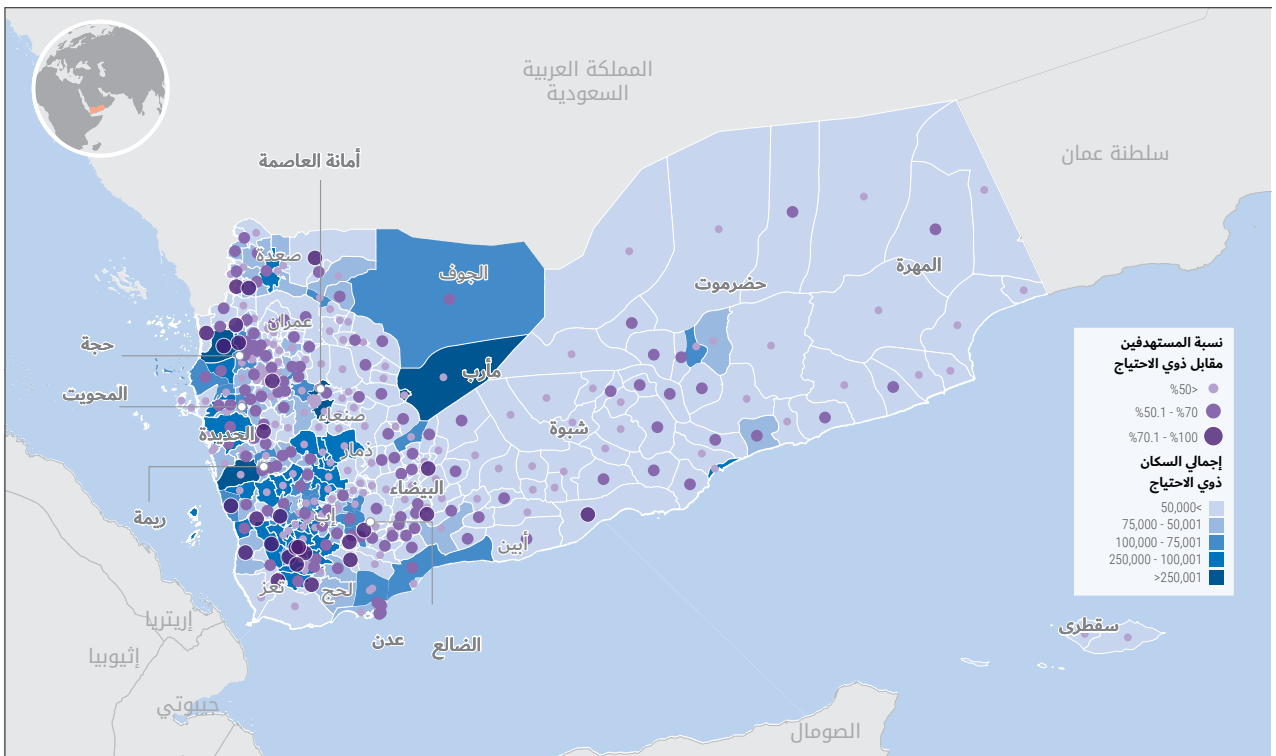 المملكة العربية
السعودية
سلطنة عمان
أمانة العاصمة
صعدة
الجوف
المهرة
حضرموت
عمران
حجة
مأرب
المحويت
صنعاء
الحديدة
شبوة
ذمار
البيضاء
ريمة
إب
أبين
تعز
لحج
عدن
الضالع
سقطرى
إريتريا
إثيوبيا
جيبوتي
الصومال
نسبة المستهدفين
مقابل ذوي الاحتياج
%50>
%50.1 - %70
%70.1 - %100
إجمالي السكان
ذوي الاحتياج
50,000<
75,000 - 50,001
100,000 - 75,001
250,000 - 100,001
>250,001